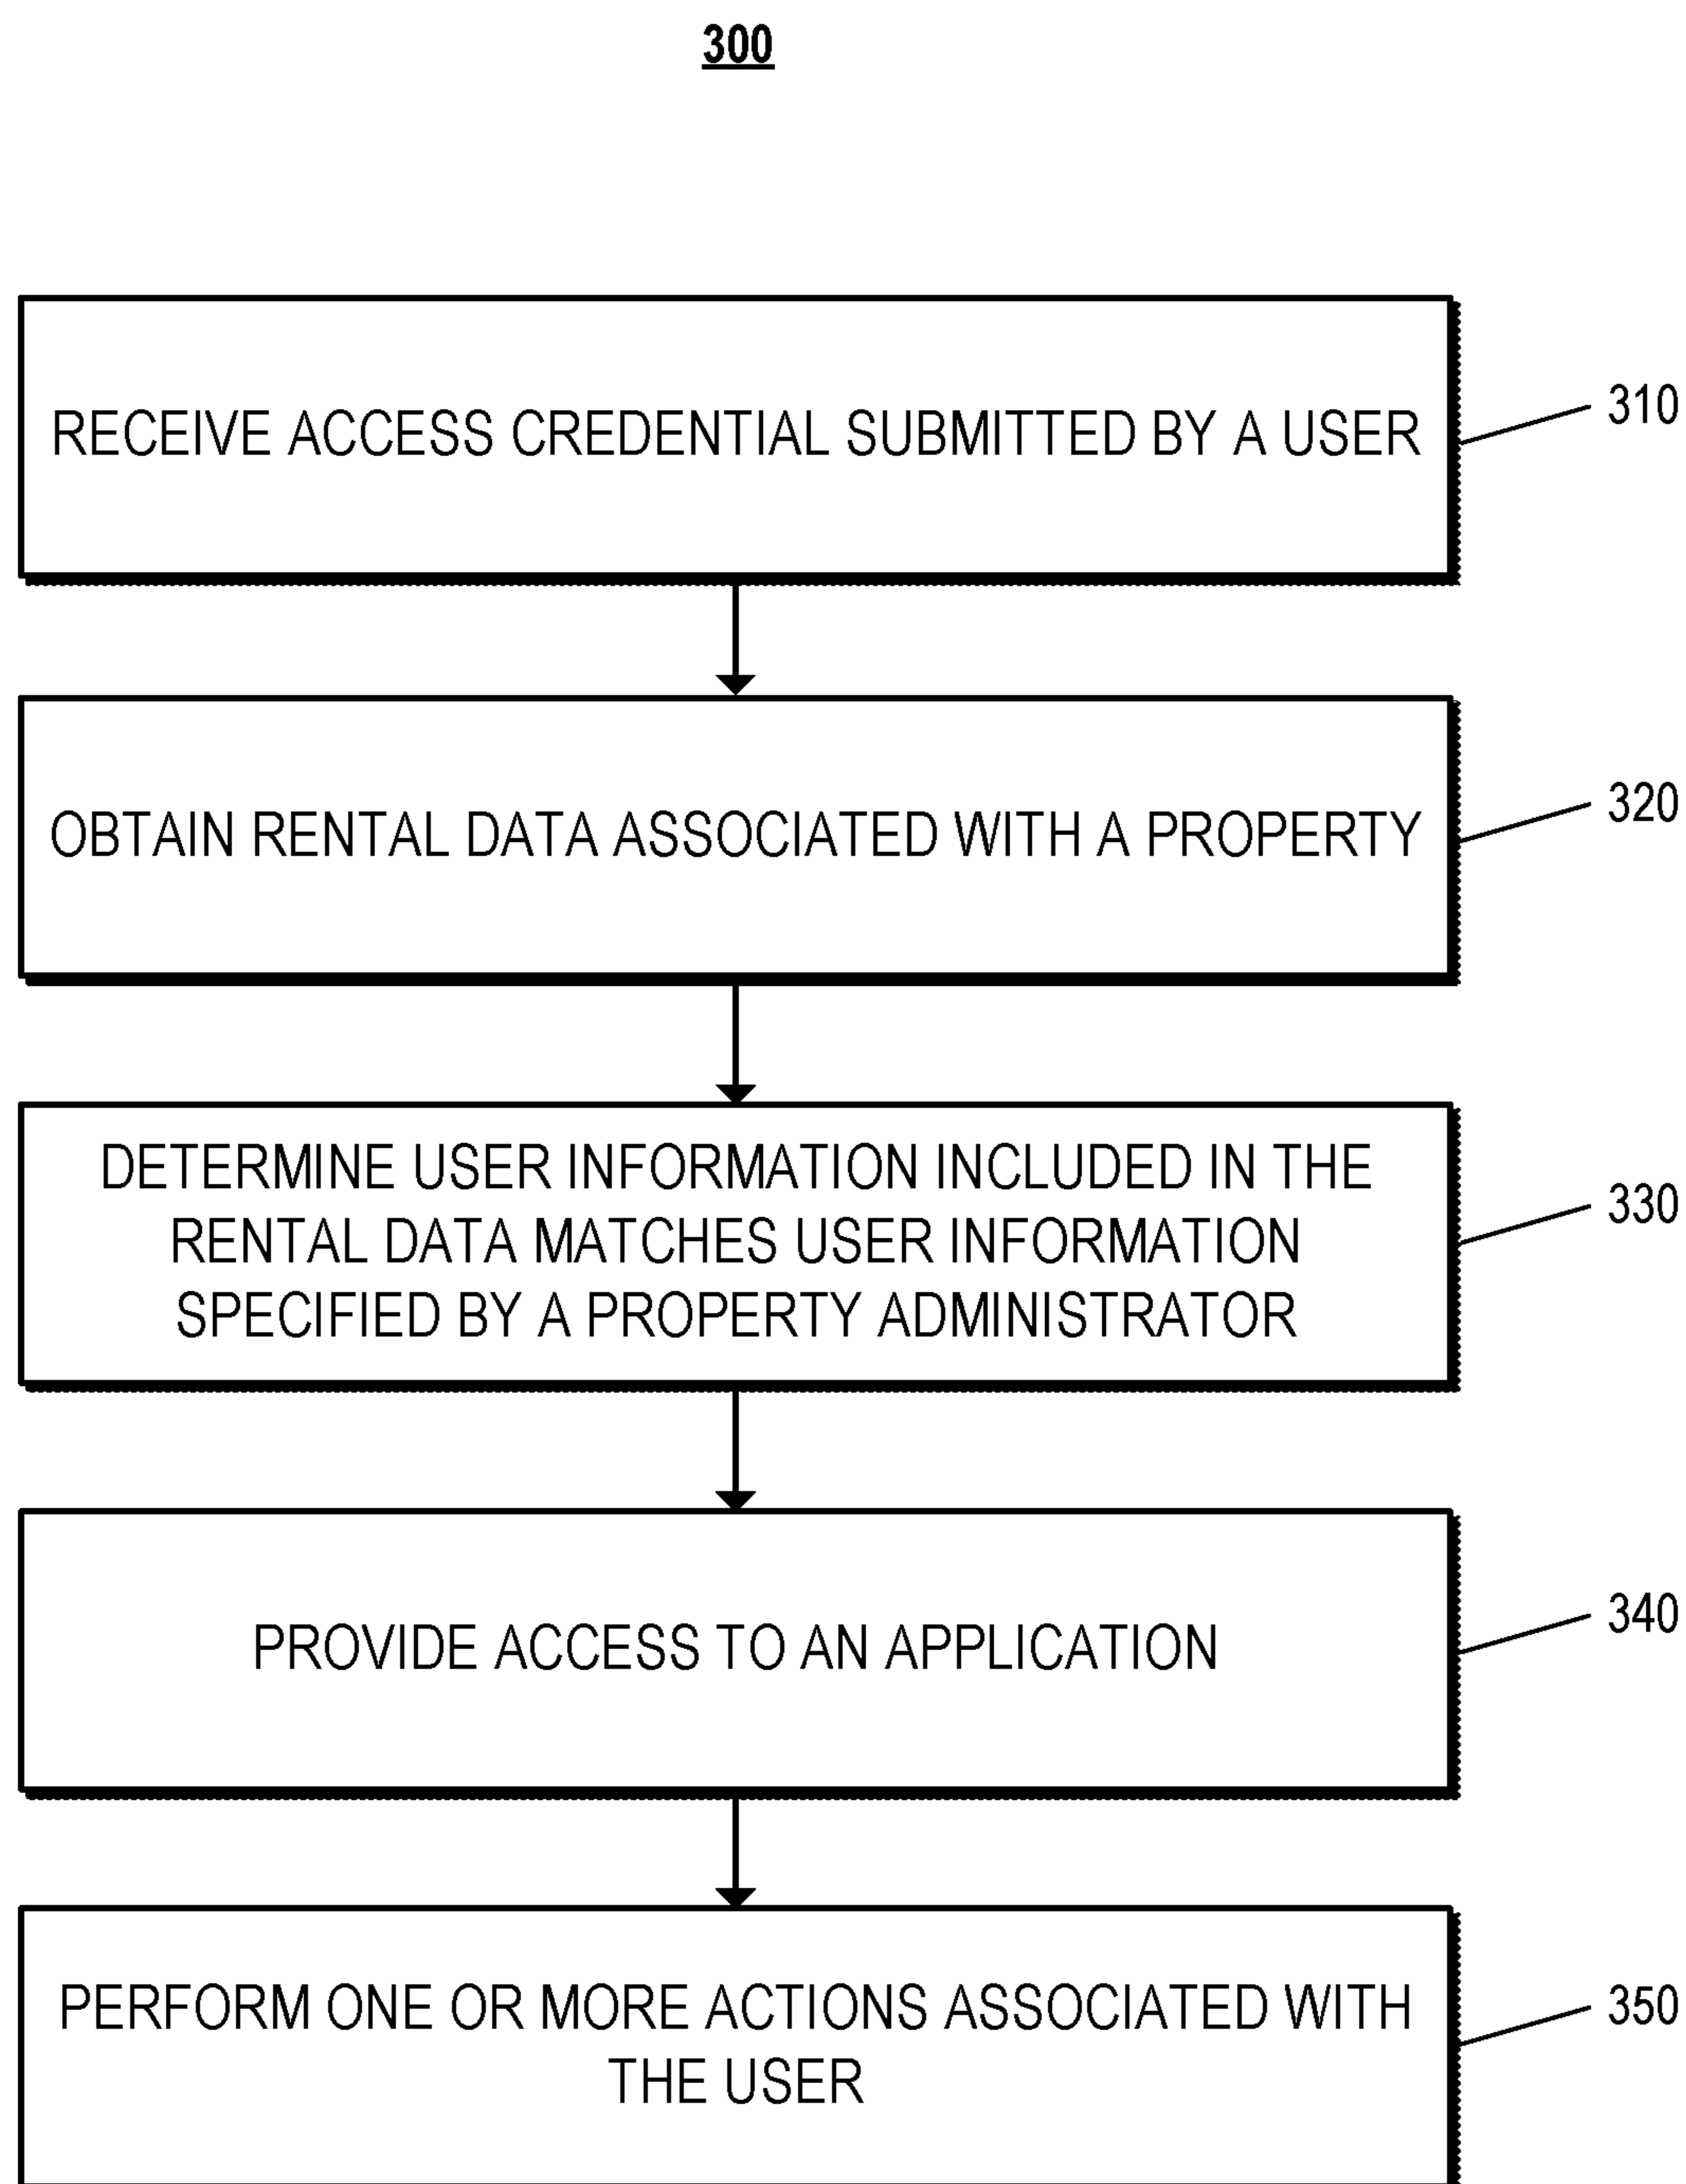 300
RECEIVE ACCESS CREDENTIAL SUBMITTED BY A USER
310
OBTAIN RENTAL DATA ASSOCIATED WITH A PROPERTY
320
DETERMINE USER INFORMATION INCLUDED IN THE
RENTAL DATA MATCHES USER INFORMATION
SPECIFIED BY A PROPERTY ADMINISTRATOR
330
PROVIDE ACCESS TO AN APPLICATION
340
PERFORM ONE OR MORE ACTIONS ASSOCIATED WITH
THE USER
350